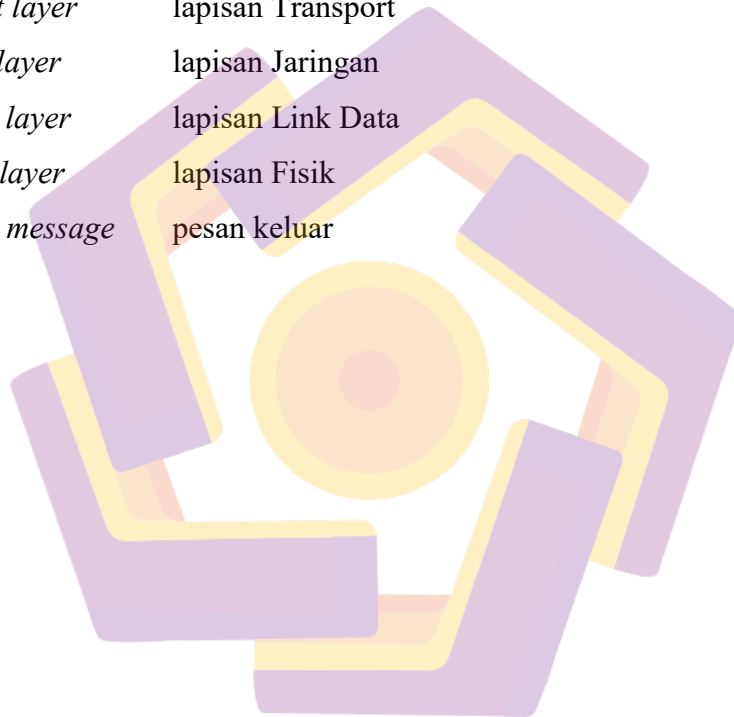 t layer lapisan Transport
layer lapisan Jaringan
layer lapisan Link Data
layer lapisan Fisik
message pesan keluar